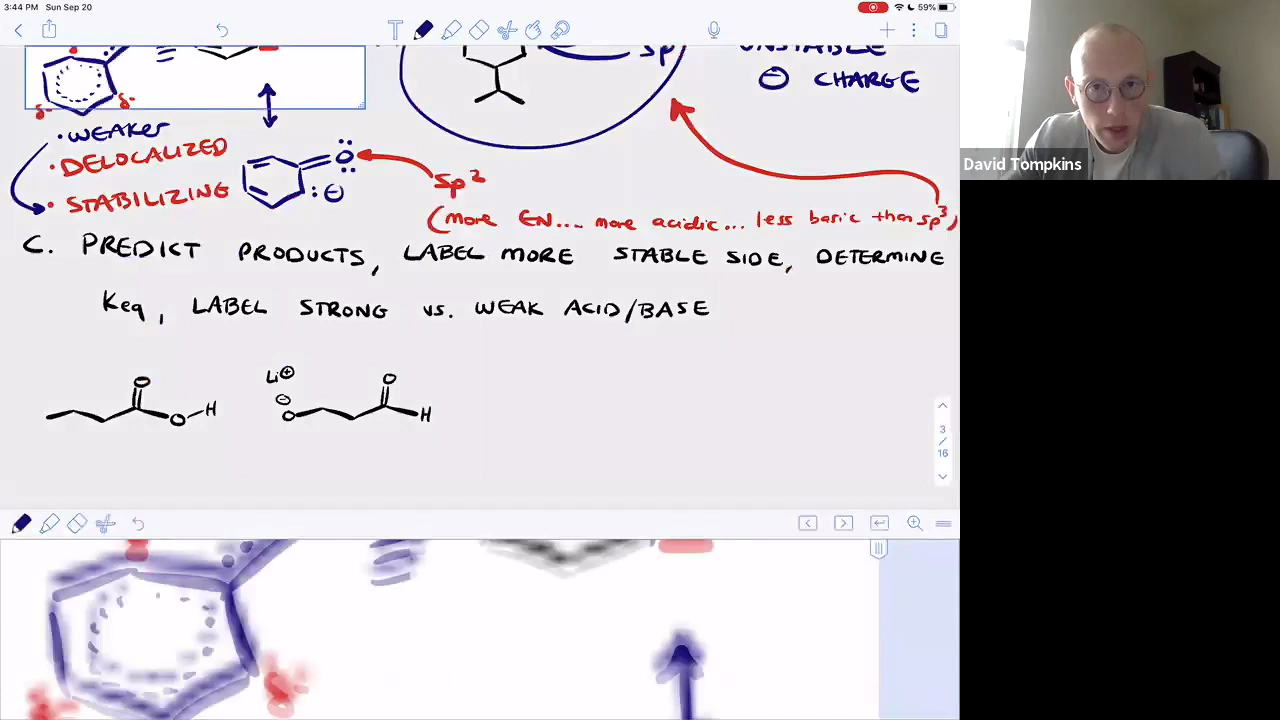 3:44 PM Sun Sep 20
59%
UNSTABLE
sp
⊖ CHARGE
David Tompkins
δ-
δ-
• WEAKER
• DELOCALIZED
• STABILIZING
O
: ⊖
sp²
(more EN... more acidic... less basic than sp³)
C. PREDICT PRODUCTS, LABEL MORE STABLE SIDE, DETERMINE
Keq, LABEL STRONG vs. WEAK ACID/BASE
O
O
H
Li⊕
⊖
O
O
H
3
/
16